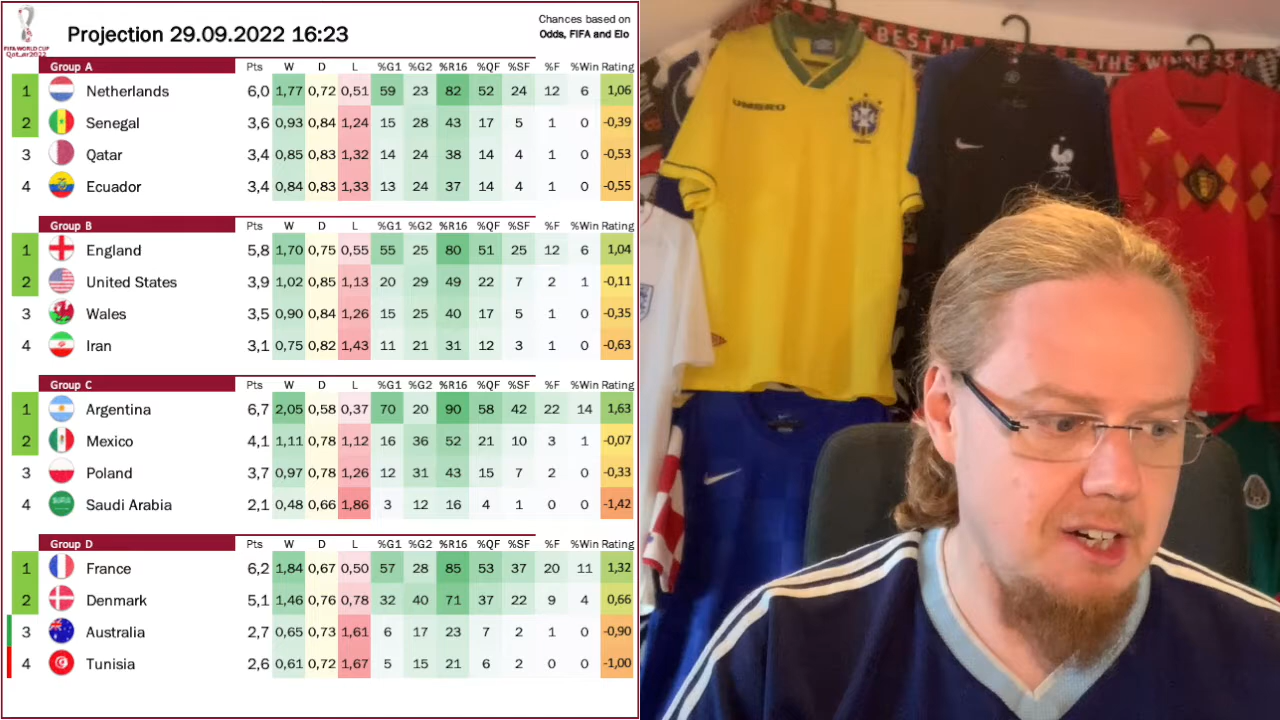 FIFA WORLD CUP
Qatar2022
Projection 29.09.2022 16:23
Chances based on
Odds, FIFA and Elo
Group A Pts W D L %G1 %G2 %R16 %QF %SF %F %Win Rating
1 Netherlands 6,0 1,77 0,72 0,51 59 23 82 52 24 12 6 1,06
2 Senegal 3,6 0,93 0,84 1,24 15 28 43 17 5 1 0 -0,39
3 Qatar 3,4 0,85 0,83 1,32 14 24 38 14 4 1 0 -0,53
4 Ecuador 3,4 0,84 0,83 1,33 13 24 37 14 4 1 0 -0,55
Group B Pts W D L %G1 %G2 %R16 %QF %SF %F %Win Rating
1 England 5,8 1,70 0,75 0,55 55 25 80 51 25 12 6 1,04
2 United States 3,9 1,02 0,85 1,13 20 29 49 22 7 2 1 -0,11
3 Wales 3,5 0,90 0,84 1,26 15 25 40 17 5 1 0 -0,35
4 Iran 3,1 0,75 0,82 1,43 11 21 31 12 3 1 0 -0,63
Group C Pts W D L %G1 %G2 %R16 %QF %SF %F %Win Rating
1 Argentina 6,7 2,05 0,58 0,37 70 20 90 58 42 22 14 1,63
2 Mexico 4,1 1,11 0,78 1,12 16 36 52 21 10 3 1 -0,07
3 Poland 3,7 0,97 0,78 1,26 12 31 43 15 7 2 0 -0,33
4 Saudi Arabia 2,1 0,48 0,66 1,86 3 12 16 4 1 0 0 -1,42
Group D Pts W D L %G1 %G2 %R16 %QF %SF %F %Win Rating
1 France 6,2 1,84 0,67 0,50 57 28 85 53 37 20 11 1,32
2 Denmark 5,1 1,46 0,76 0,78 32 40 71 37 22 9 4 0,66
3 Australia 2,7 0,65 0,73 1,61 6 17 23 7 2 1 0 -0,90
4 Tunisia 2,6 0,61 0,72 1,67 5 15 21 6 2 0 0 -1,00
BEST
THE WINNERS
UMBRO